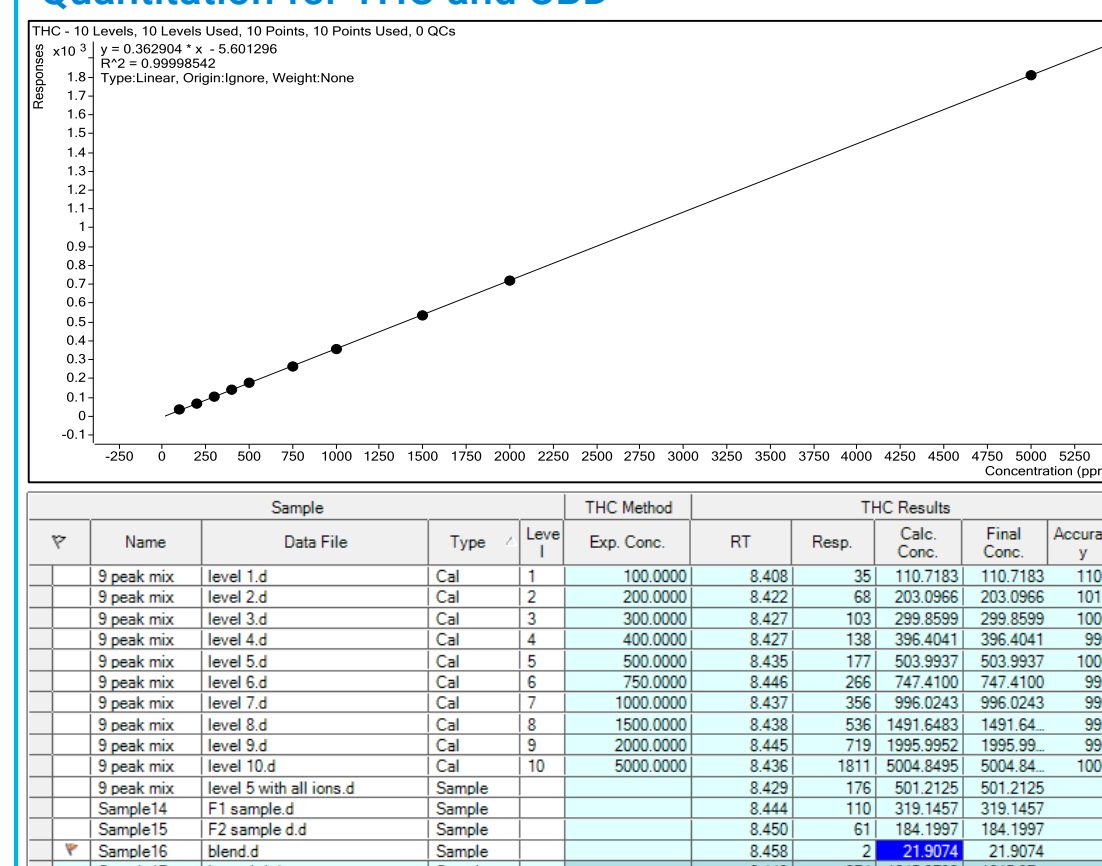 THC - 10 Levels, 10 Levels Used, 10 Points, 10 Points Used, 0 QCs
Responses
x10 3
y = 0.362904 * x - 5.601296
R^2 = 0.99998542
Type:Linear, Origin:Ignore, Weight:None
1.8
1.7
1.6
1.5
1.4
1.3
1.2
1.1
1
0.9
0.8
0.7
0.6
0.5
0.4
0.3
0.2
0.1
0
-0.1
-250 0 250 500 750 1000 1250 1500 1750 2000 2250 2500 2750 3000 3250 3500 3750 4000 4250 4500 4750 5000 5250
Concentration (ppr
Sample THC Method THC Results
Name Data File Type Level Exp. Conc. RT Resp. Calc. Conc. Final Conc. Accuracy
9 peak mix level 1.d Cal 1 100.0000 8.408 35 110.7183 110.7183 110
9 peak mix level 2.d Cal 2 200.0000 8.422 68 203.0966 203.0966 101
9 peak mix level 3.d Cal 3 300.0000 8.427 103 299.8599 299.8599 100
9 peak mix level 4.d Cal 4 400.0000 8.427 138 396.4041 396.4041 99
9 peak mix level 5.d Cal 5 500.0000 8.435 177 503.9937 503.9937 100
9 peak mix level 6.d Cal 6 750.0000 8.446 266 747.4100 747.4100 99
9 peak mix level 7.d Cal 7 1000.0000 8.437 356 996.0243 996.0243 99
9 peak mix level 8.d Cal 8 1500.0000 8.438 536 1491.6483 1491.64... 99
9 peak mix level 9.d Cal 9 2000.0000 8.445 719 1995.9952 1995.99... 99
9 peak mix level 10.d Cal 10 5000.0000 8.436 1811 5004.8495 5004.84... 100
9 peak mix level 5 with all ions.d Sample 8.429 176 501.2125 501.2125
Sample14 F1 sample.d Sample 8.444 110 319.1457 319.1457
Sample15 F2 sample d.d Sample 8.450 61 184.1997 184.1997
Sample16 blend.d Sample 8.458 2 21.9074 21.9074